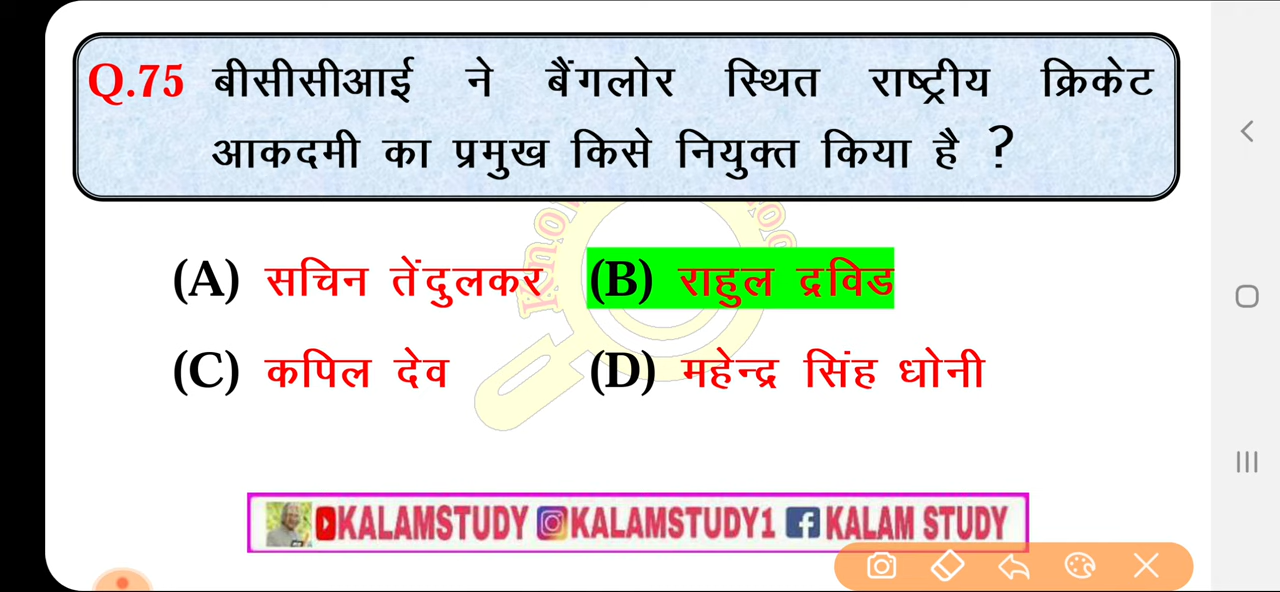 Q.75 बीसीसीआई ने बैंगलोर स्थित राष्ट्रीय क्रिकेट
आकदमी का प्रमुख किसे नियुक्त किया है ?
(A) सचिन तेंदुलकर (B) राहुल द्रविड
(C) कपिल देव (D) महेन्द्र सिंह धोनी
KALAMSTUDY KALAMSTUDY1 KALAM STUDY